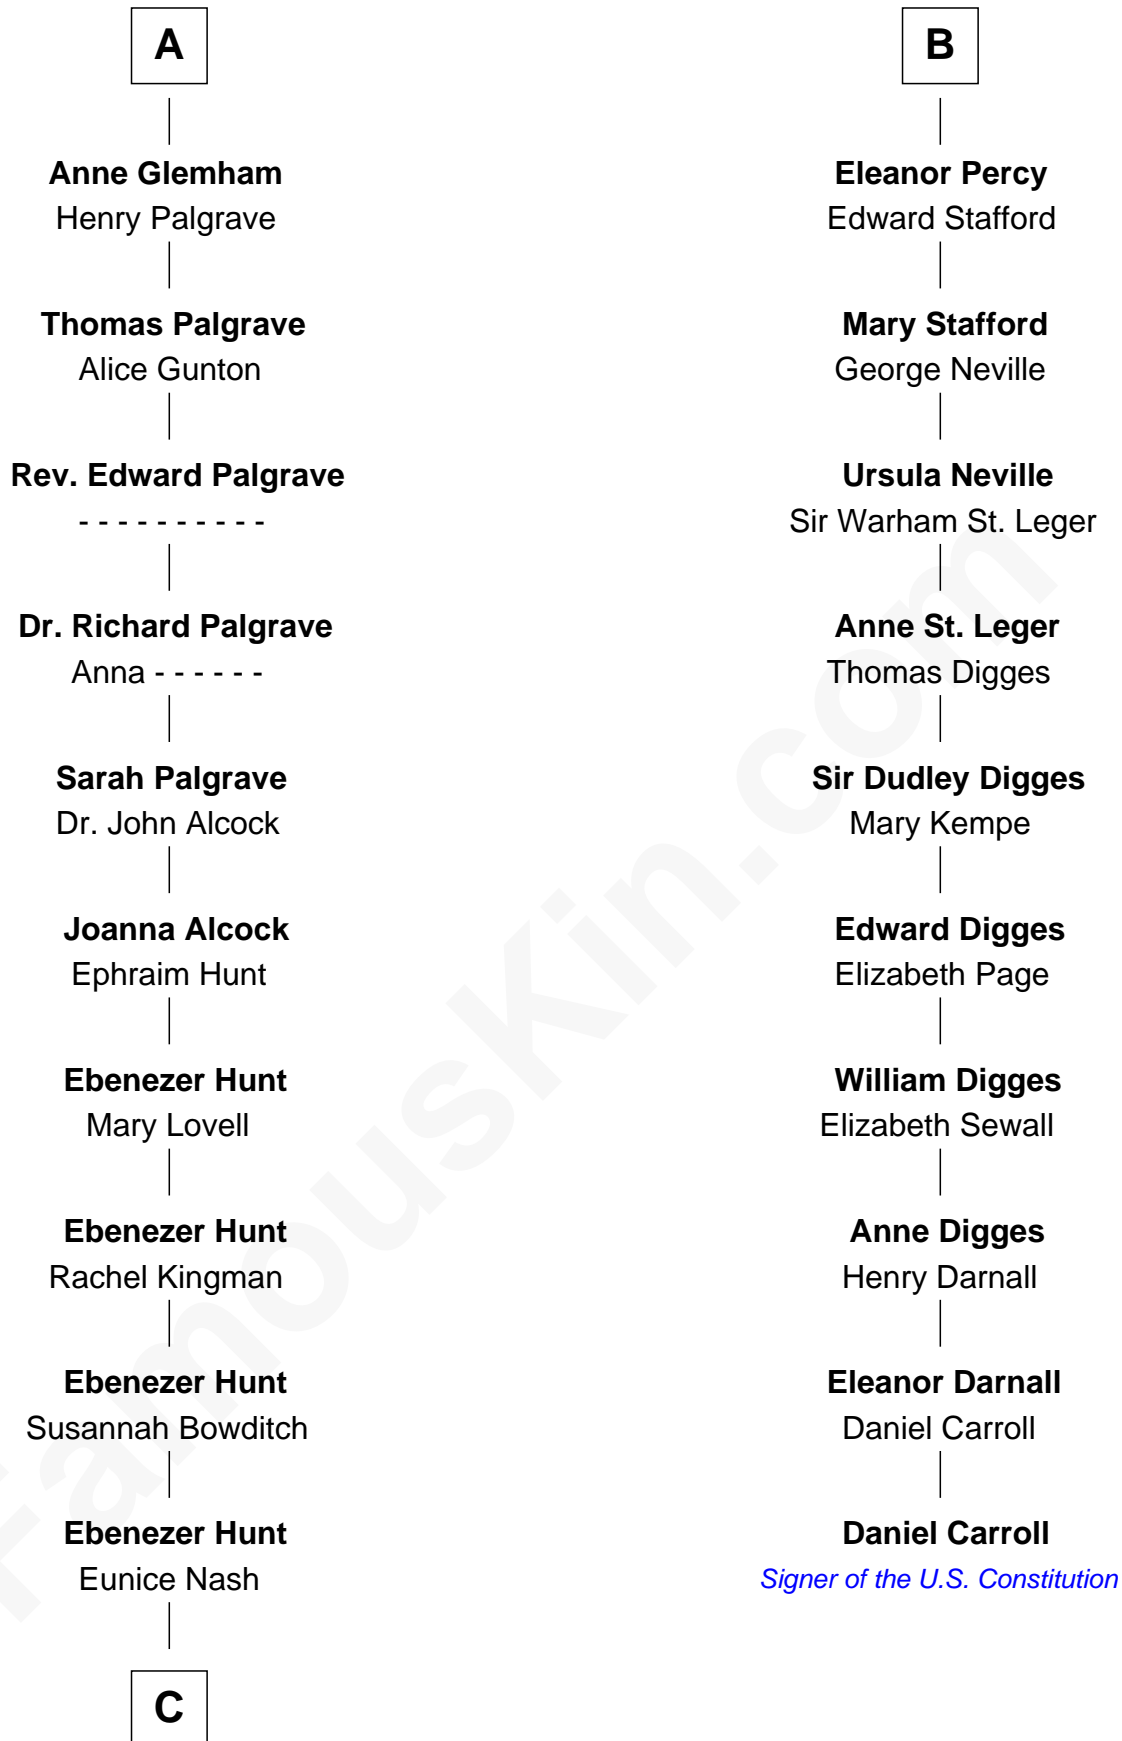 A
Anne Glemham
Henry Palgrave
Thomas Palgrave
Alice Gunton
Rev. Edward Palgrave
- - - - - - - - - -
Dr. Richard Palgrave
Anna - - - - - -
Sarah Palgrave
Dr. John Alcock
Joanna Alcock
Ephraim Hunt
Ebenezer Hunt
Mary Lovell
Ebenezer Hunt
Rachel Kingman
Ebenezer Hunt
Susannah Bowditch
Ebenezer Hunt
Eunice Nash
C
B
Eleanor Percy
Edward Stafford
Mary Stafford
George Neville
Ursula Neville
Sir Warham St. Leger
Anne St. Leger
Thomas Digges
Sir Dudley Digges
Mary Kempe
Edward Digges
Elizabeth Page
William Digges
Elizabeth Sewall
Anne Digges
Henry Darnall
Eleanor Darnall
Daniel Carroll
Daniel Carroll
Signer of the U.S. Constitution
FamousKin.com